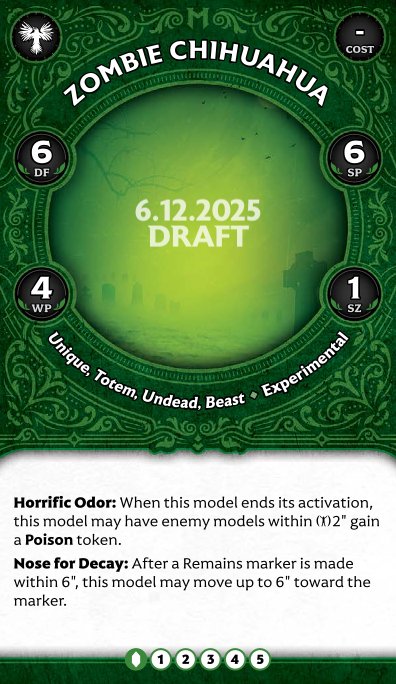 M
-
COST
ZOMBIE CHIHUAHUA
6
DF
6
SP
6.12.2025
DRAFT
4
WP
1
SZ
Unique, Totem, Undead, Beast ◆ Experimental
Horrific Odor: When this model ends its activation,
this model may have enemy models within 2" gain
a Poison token.
Nose for Decay: After a Remains marker is made
within 6", this model may move up to 6" toward the
marker.
1 2 3 4 5